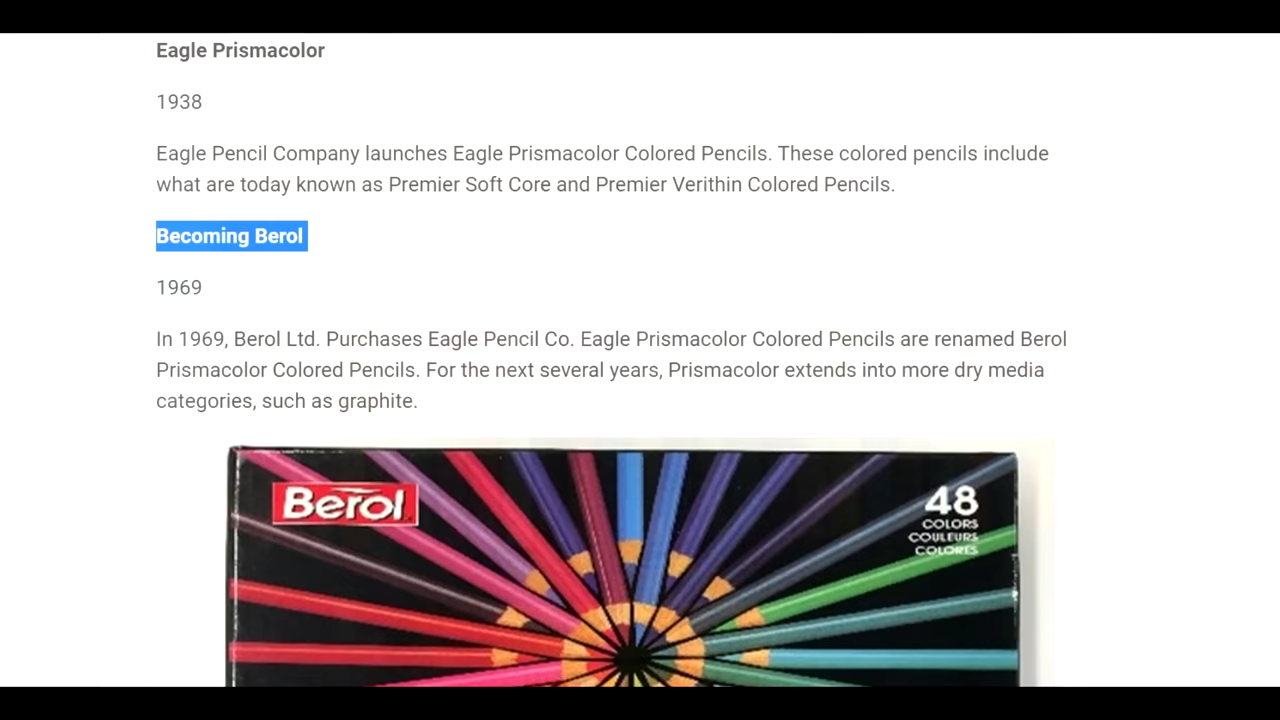 Eagle Prismacolor
1938
Eagle Pencil Company launches Eagle Prismacolor Colored Pencils. These colored pencils include
what are today known as Premier Soft Core and Premier Verithin Colored Pencils.
Becoming Berol
1969
In 1969, Berol Ltd. Purchases Eagle Pencil Co. Eagle Prismacolor Colored Pencils are renamed Berol
Prismacolor Colored Pencils. For the next several years, Prismacolor extends into more dry media
categories, such as graphite.
Berol
48
COLORS
COULEURS
COLORES